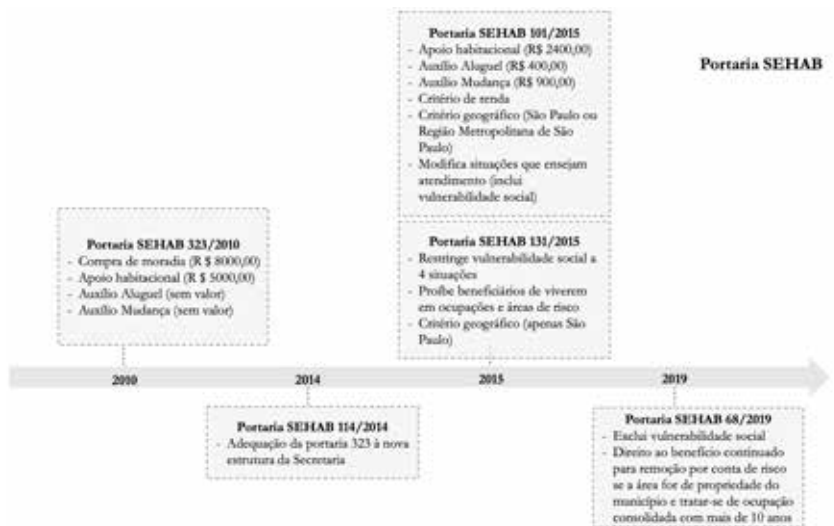 Portaria SEHAB 101/2015
- Apoio habitacional (R$ 2400,00)
- Auxílio Aluguel (R$ 400,00)
- Auxílio Mudança (R$ 900,00)
- Critério de renda
- Critério geográfico (São Paulo ou
Região Metropolitana de São
Paulo)
- Modifica situações que ensejam
atendimento (inclui
vulnerabilidade social)
Portaria SEHAB
Portaria SEHAB 323/2010
- Compra de moradia (R $ 8000,00)
- Apoio habitacional (R $ 5000,00)
- Auxílio Aluguel (sem valor)
- Auxílio Mudança (sem valor)
Portaria SEHAB 131/2015
- Restringe vulnerabilidade social a
4 situações
- Proíbe beneficiários de viverem
em ocupações e áreas de risco
- Critério geográfico (apenas São
Paulo)
2010
2014
2015
2019
Portaria SEHAB 114/2014
- Adequação da portaria 323 à nova
estrutura da Secretaria
Portaria SEHAB 68/2019
- Exclui vulnerabilidade social
- Direito ao benefício continuado
para remoção por conta de risco
se a área for de propriedade do
município e tratar-se de ocupação
consolidada com mais de 10 anos